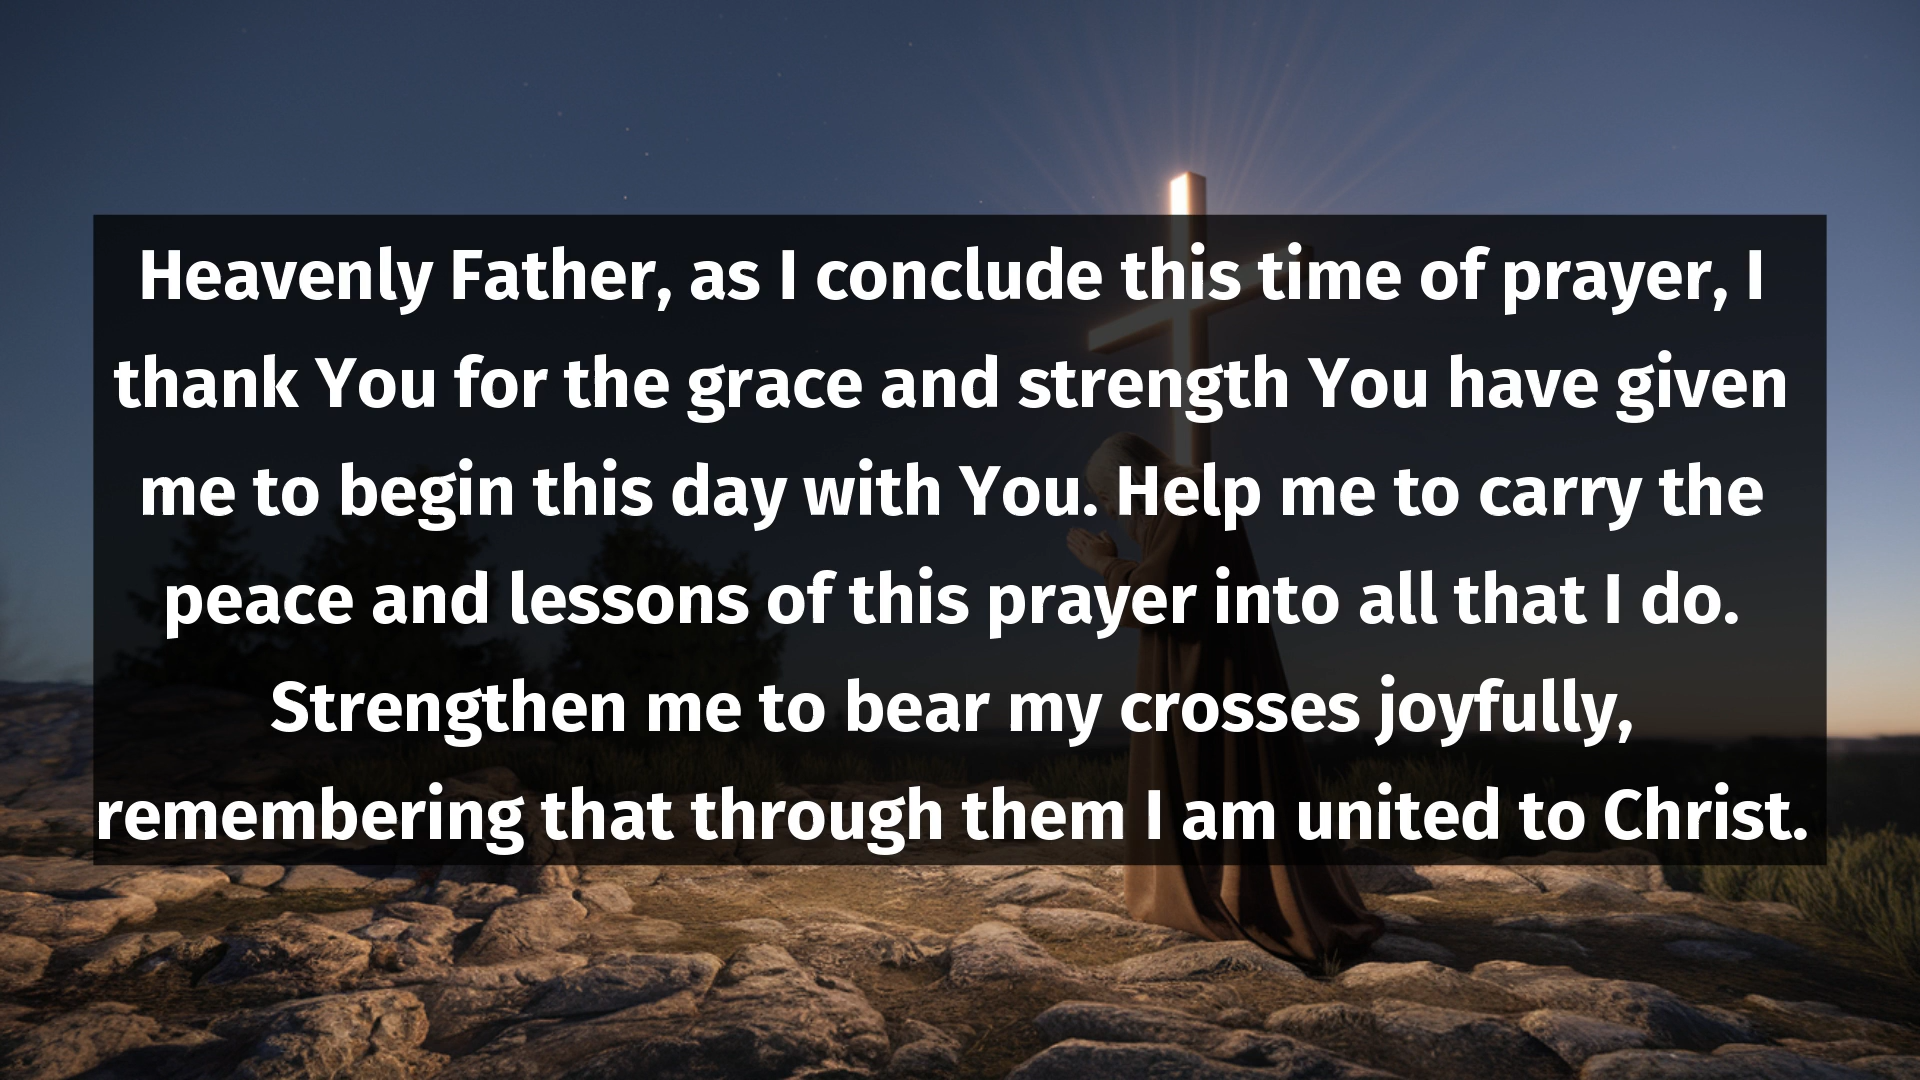 Heavenly Father, as I conclude this time of prayer, I
thank You for the grace and strength You have given
me to begin this day with You. Help me to carry the
peace and lessons of this prayer into all that I do.
Strengthen me to bear my crosses joyfully,
remembering that through them I am united to Christ.